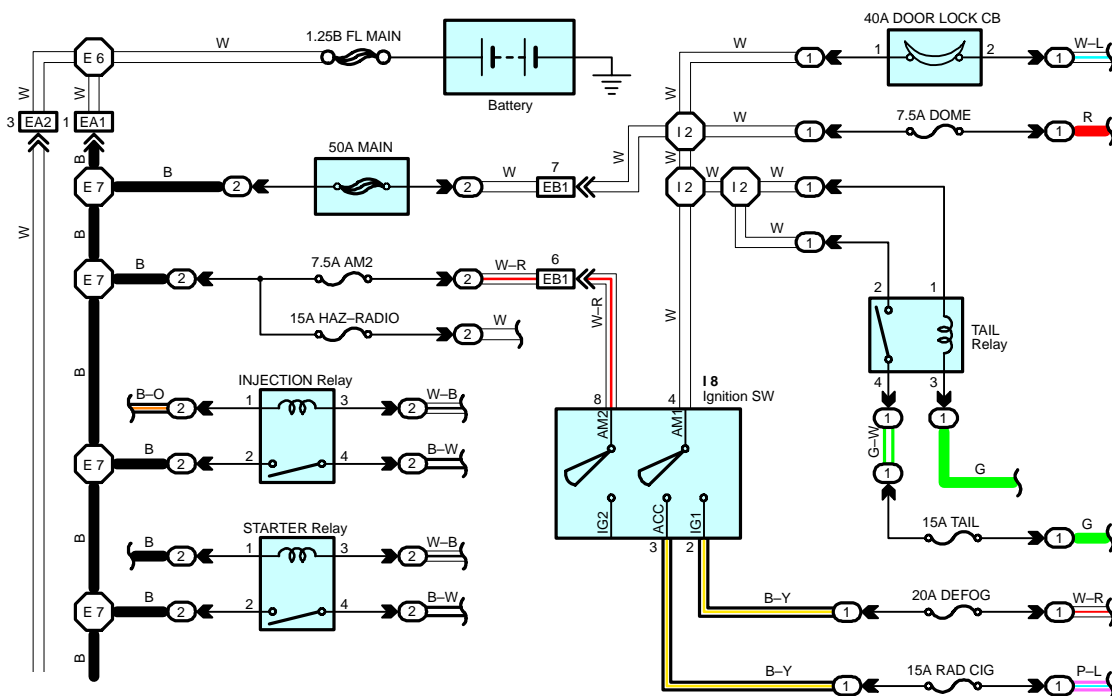 E 6
W
1.25B FL MAIN
Battery
W
W
3 EA2
1 EA1
B
W
E 7
B
2
50A MAIN
2
W
7
EB1
W
I 2
W
1
1
40A DOOR LOCK CB
2
1
W–L
W
1
7.5A DOME
1
R
W
I 2
W
I 2
W
1
W
1
B
E 7
B
2
7.5A AM2
2
W–R
6
EB1
W–R
15A HAZ–RADIO
2
W
W
2
1
TAIL
Relay
4
3
1
1
G–W
G
1
15A TAIL
1
G
B
INJECTION Relay
B–O
2
1
3
2
W–B
E 7
B
2
2
4
2
B–W
I 8
Ignition SW
8
4
AM2
AM1
IG2
ACC
IG1
3
2
B
STARTER Relay
B
2
1
3
2
W–B
E 7
B
2
2
4
2
B–W
B
B–Y
1
20A DEFOG
1
W–R
B–Y
1
15A RAD CIG
1
P–L